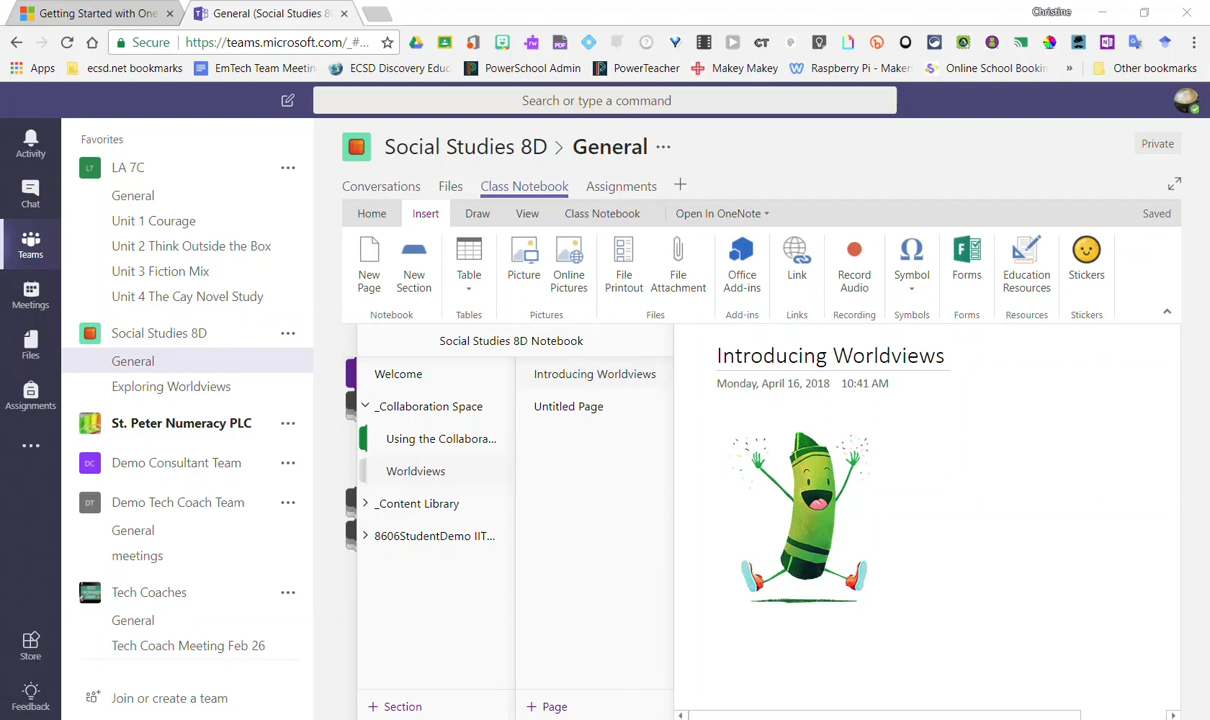 Getting Started with One
General (Social Studies 8
Christine
Secure
https://teams.microsoft.com/_#...
Apps
ecsd.net bookmarks
EmTech Team Meetin
ECSD Discovery Educ
PowerSchool Admin
PowerTeacher
Makey Makey
Raspberry Pi - Maker
Online School Bookin
»
Other bookmarks
Search or type a command
Activity
Chat
Teams
Meetings
Files
Assignments
Store
Feedback
Favorites
L7
LA 7C
General
Unit 1 Courage
Unit 2 Think Outside the Box
Unit 3 Fiction Mix
Unit 4 The Cay Novel Study
Social Studies 8D
General
Exploring Worldviews
St. Peter Numeracy PLC
DC
Demo Consultant Team
DT
Demo Tech Coach Team
General
meetings
Tech Coaches
General
Tech Coach Meeting Feb 26
Join or create a team
Social Studies 8D > General ···
Private
Conversations
Files
Class Notebook
Assignments
Home
Insert
Draw
View
Class Notebook
Open In OneNote
Saved
New Page
New Section
Table
Picture
Online Pictures
File Printout
File Attachment
Office Add-ins
Link
Record Audio
Symbol
Forms
Education Resources
Stickers
Notebook
Tables
Pictures
Files
Add-ins
Links
Recording
Symbols
Forms
Resources
Stickers
Social Studies 8D Notebook
Welcome
_Collaboration Space
Using the Collabora...
Worldviews
_Content Library
8606StudentDemo IIT...
+ Section
Introducing Worldviews
Untitled Page
+ Page
Introducing Worldviews
Monday, April 16, 2018 10:41 AM